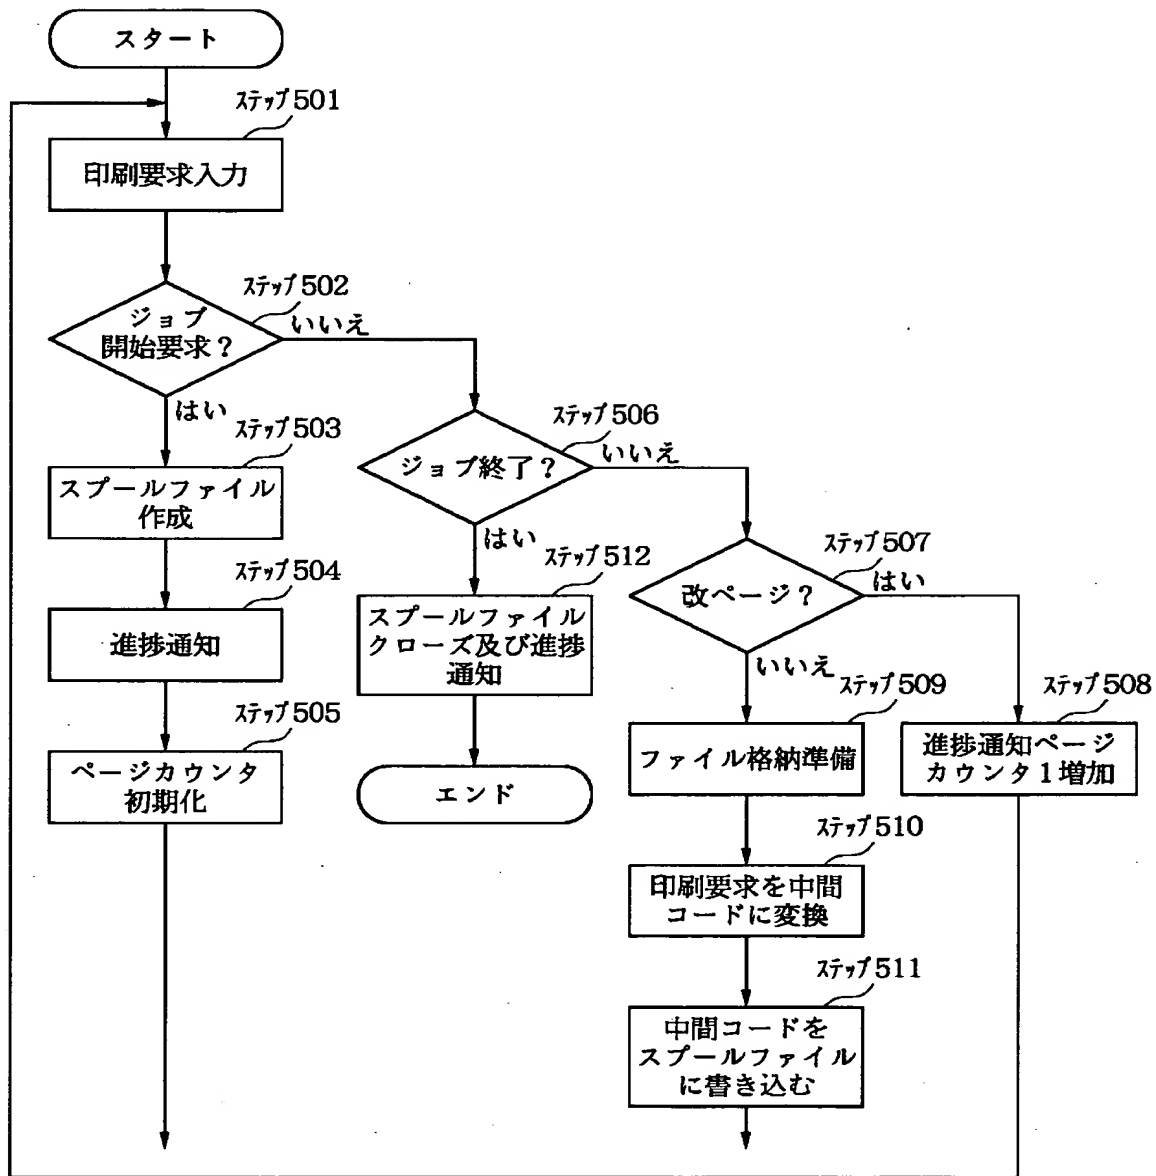 スタート
ステップ501
印刷要求入力
ステップ502
ジョブ
開始要求?
いいえ
はい
ステップ503
スプールファイル
作成
ステップ504
進捗通知
ステップ505
ページカウンタ
初期化
ステップ506
ジョブ終了?
いいえ
はい
ステップ512
スプールファイル
クローズ及び進捗
通知
エンド
ステップ507
改ページ?
はい
いいえ
ステップ509
ファイル格納準備
ステップ508
進捗通知ページ
カウンタ1増加
ステップ510
印刷要求を中間
コードに変換
ステップ511
中間コードを
スプールファイル
に書き込む